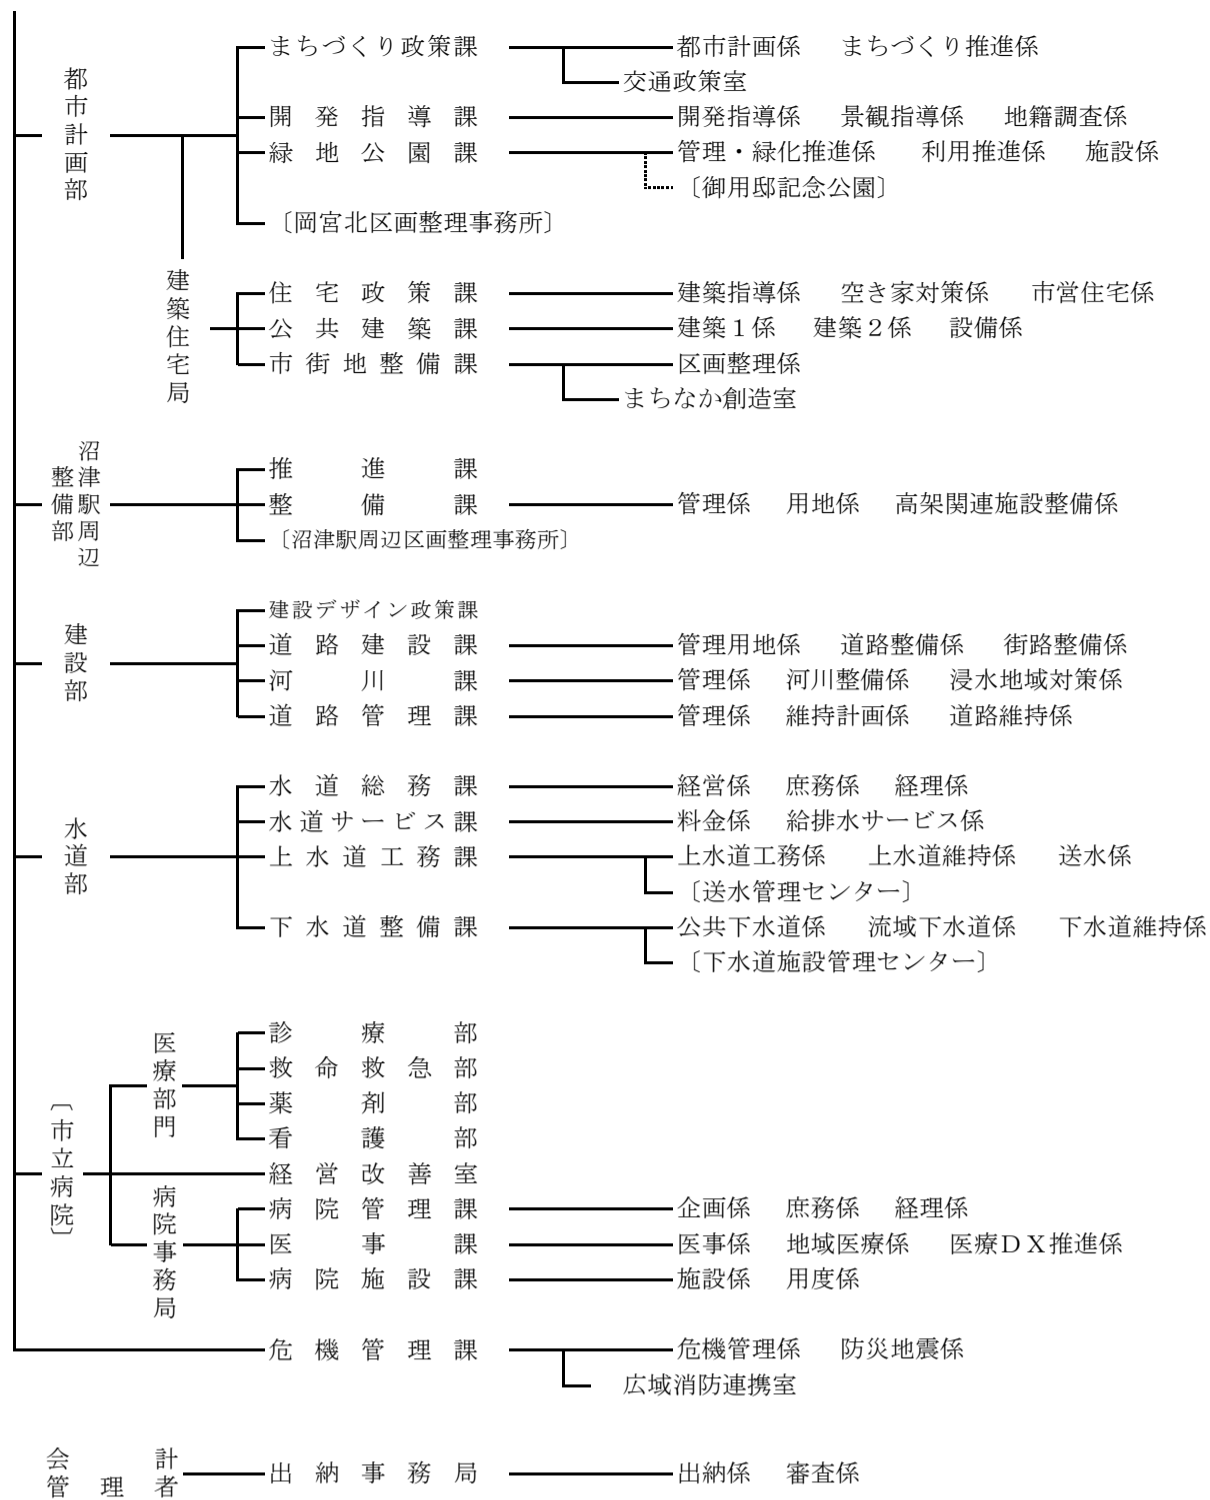 都市計画部
まちづくり政策課 都市計画係 まちづくり推進係
交通政策室
開発指導課 開発指導係 景観指導係 地籍調査係
緑地公園課 管理・緑化推進係 利用推進係 施設係
〔御用邸記念公園〕
〔岡宮北区画整理事務所〕
建築住宅局
住宅政策課 建築指導係 空き家対策係 市営住宅係
公共建築課 建築１係 建築２係 設備係
市街地整備課 区画整理係
まちなか創造室
沼津駅周辺
整備部
推進課
整備課 管理係 用地係 高架関連施設整備係
〔沼津駅周辺区画整理事務所〕
建設部
建設デザイン政策課
道路建設課 管理用地係 道路整備係 街路整備係
河川課 管理係 河川整備係 浸水地域対策係
道路管理課 管理係 維持計画係 道路維持係
水道部
水道総務課 経営係 庶務係 経理係
水道サービス課 料金係 給排水サービス係
上水道工務課 上水道工務係 上水道維持係 送水係
〔送水管理センター〕
下水道整備課 公共下水道係 流域下水道係 下水道維持係
〔下水道施設管理センター〕
〔市立病院〕
医療部門
診療部
救命救急部
薬剤部
看護部
経営改善室
病院事務局
病院管理課 企画係 庶務係 経理係
医事課 医事係 地域医療係 医療ＤＸ推進係
病院施設課 施設係 用度係
危機管理課 危機管理係 防災地震係
広域消防連携室
会計
管理者
出納事務局 出納係 審査係